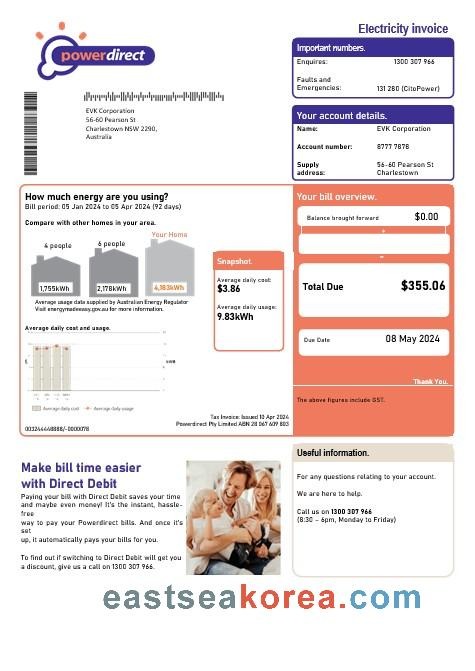 Electricity invoice
powerdirect
Important numbers.
Enquires: 1300 307 966
Faults and
Emergencies: 131 280 (CitoPower)
EVK Corporation
56-60 Pearson St
Charlestown NSW 2290,
Australia
Your account details.
Name: EVK Corporation
Account number: 8777 7878
Supply
address:
56-60 Pearson St
Charlestown
How much energy are you using?
Bill period: 05 Jan 2024 to 05 Apr 2024 (92 days)
Compare with other homes in your area.
4 people
6 people
Your Home
1,755kWh
2,178kWh
4,383kWh
Average usage date supplied by Australian Energy Regulator
Visit energymadeeasy.gov.au for more information.
Snapshot
Average daily cost:
$3.86
Average daily usage:
9.83kWh
Average daily cost and usage.
$
kWh
Average daily cost
Average daily usage
Tax Invoice: Issued 10 Apr 2024
Powerdirect Pty Limited ABN 28 067 609 803
003244448888/-0000078
Your bill overview.
Balance brought forward $0.00
+
=
Total Due $355.06
Due Date 08 May 2024
Thank You.
The above figures include GST.
Make bill time easier
with Direct Debit
Paying your bill with Direct Debit saves your time
and maybe even money! It's the instant, hassle-
free
way to pay your Powerdirect bills. And once it's
set
up, it automatically pays your bills for you.
To find out if switching to Direct Debit will get you
a discount, give us a call on 1300 307 966.
Useful information.
For any questions relating to your account.
We are here to help.
Call us on 1300 307 966
(8:30 – 6pm, Monday to Friday)
eastseakorea.com